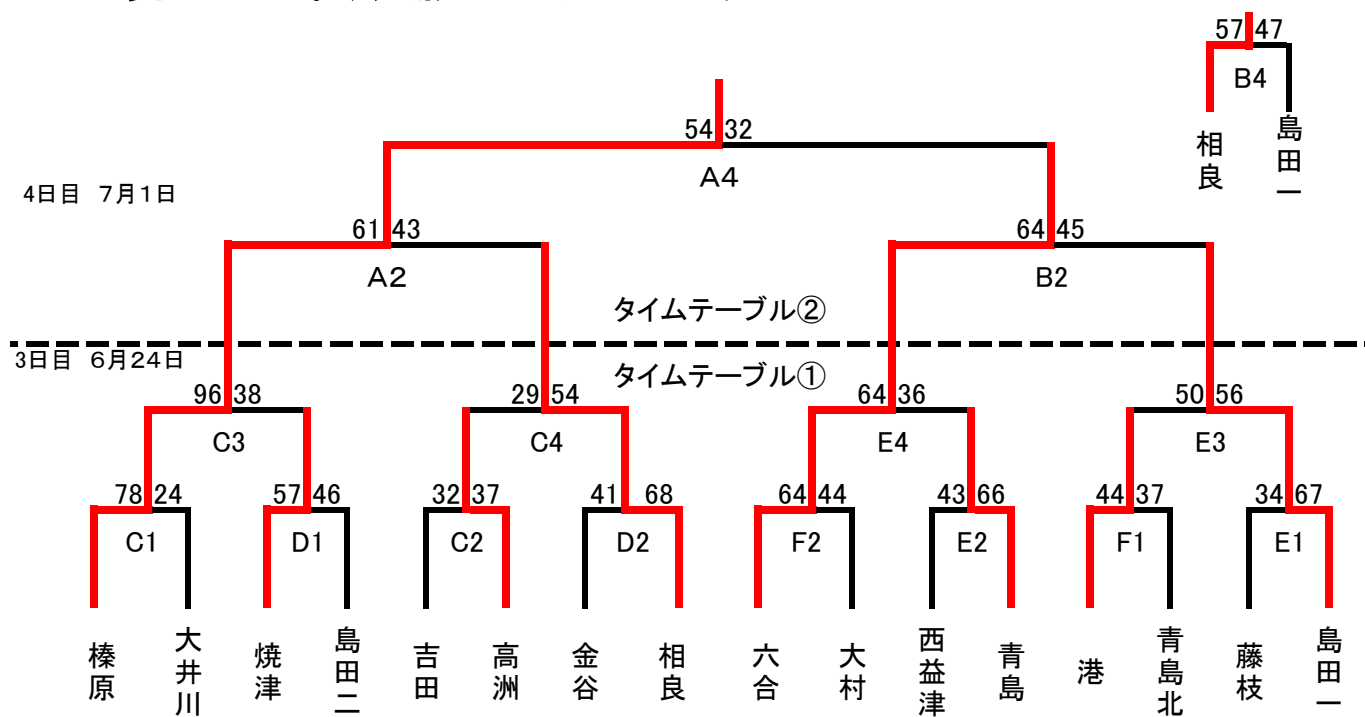 57 47
B4
相良
島田一
54 32
A4
4日目 7月1日
61 43
64 45
A2
B2
タイムテーブル②
3日目 6月24日
タイムテーブル①
96 38
29 54
64 36
50 56
C3
C4
E4
E3
78 24
57 46
32 37
41 68
64 44
43 66
44 37
34 67
C1
D1
C2
D2
F2
E2
F1
E1
榛原
大井川
焼津
島田二
吉田
高洲
金谷
相良
六合
大村
西益津
青島
港
青島北
藤枝
島田一